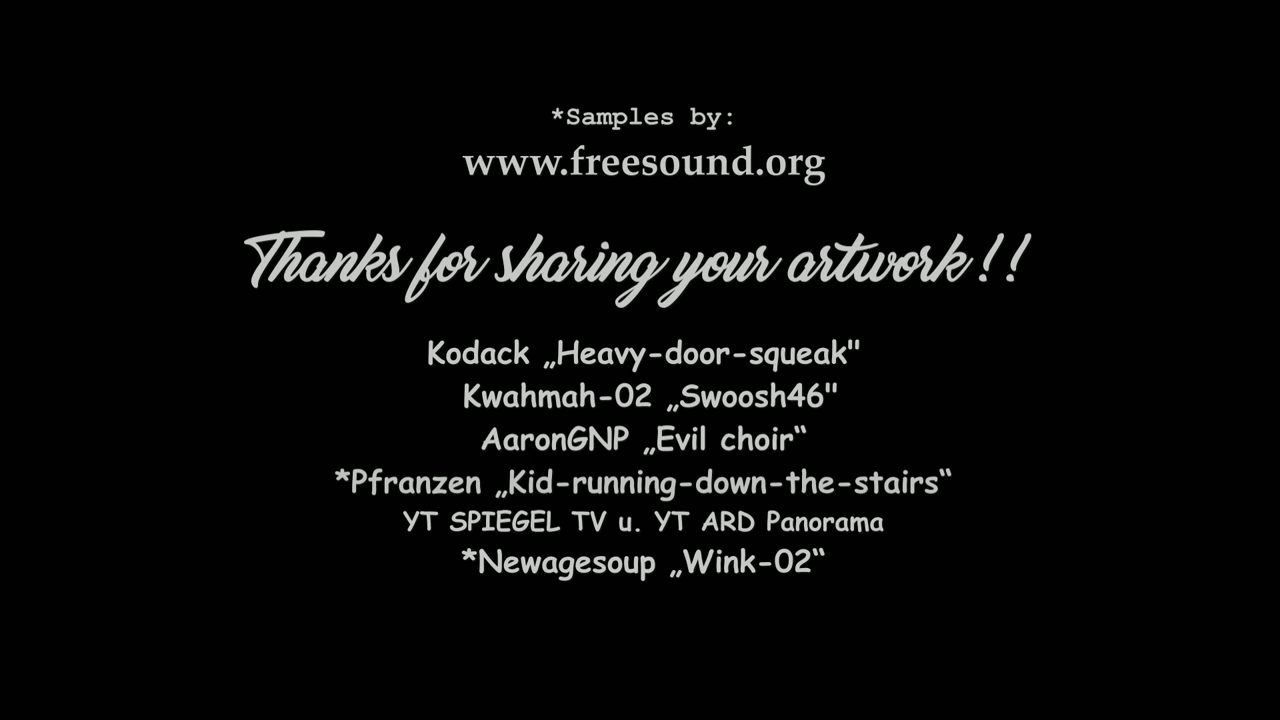 *Samples by:
www.freesound.org
Thanks for sharing your artwork!!
Kodack „Heavy-door-squeak"
Kwahmah-02 „Swoosh46"
AaronGNP „Evil choir“
*Pfranzen „Kid-running-down-the-stairs“
YT SPIEGEL TV u. YT ARD Panorama
*Newagesoup „Wink-02“